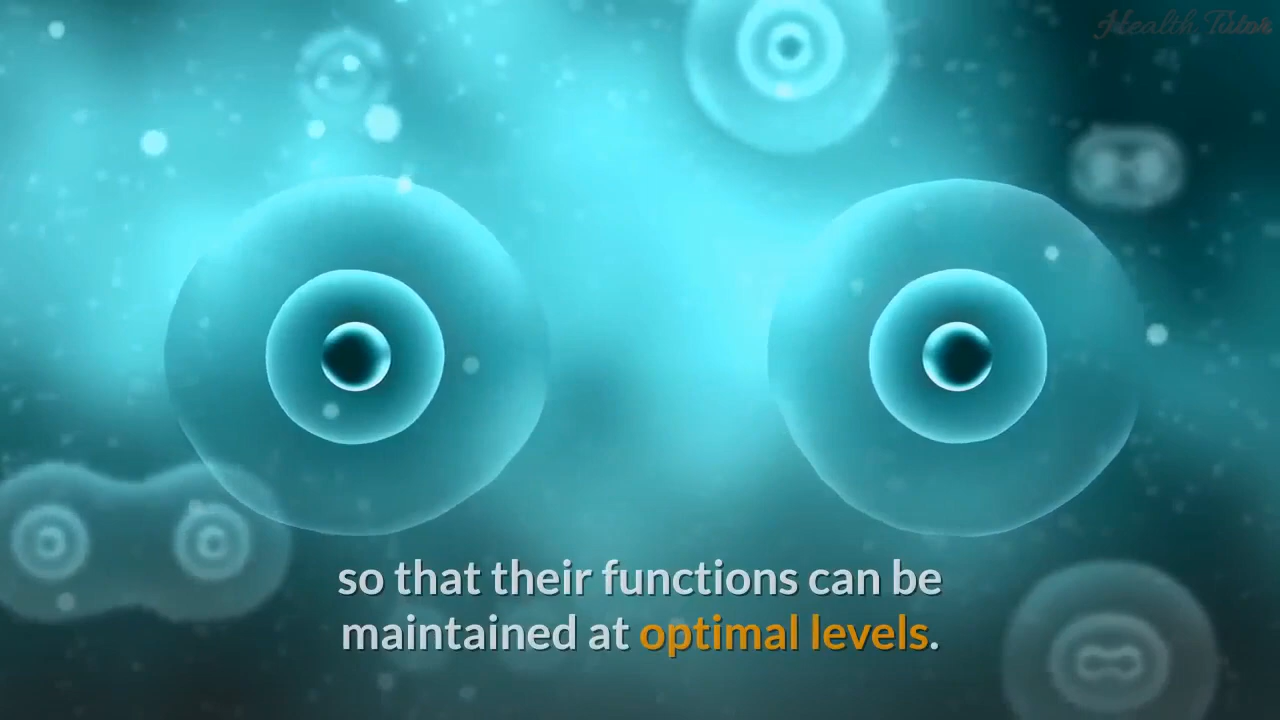 Health Tutor
so that their functions can be
maintained at optimal levels.